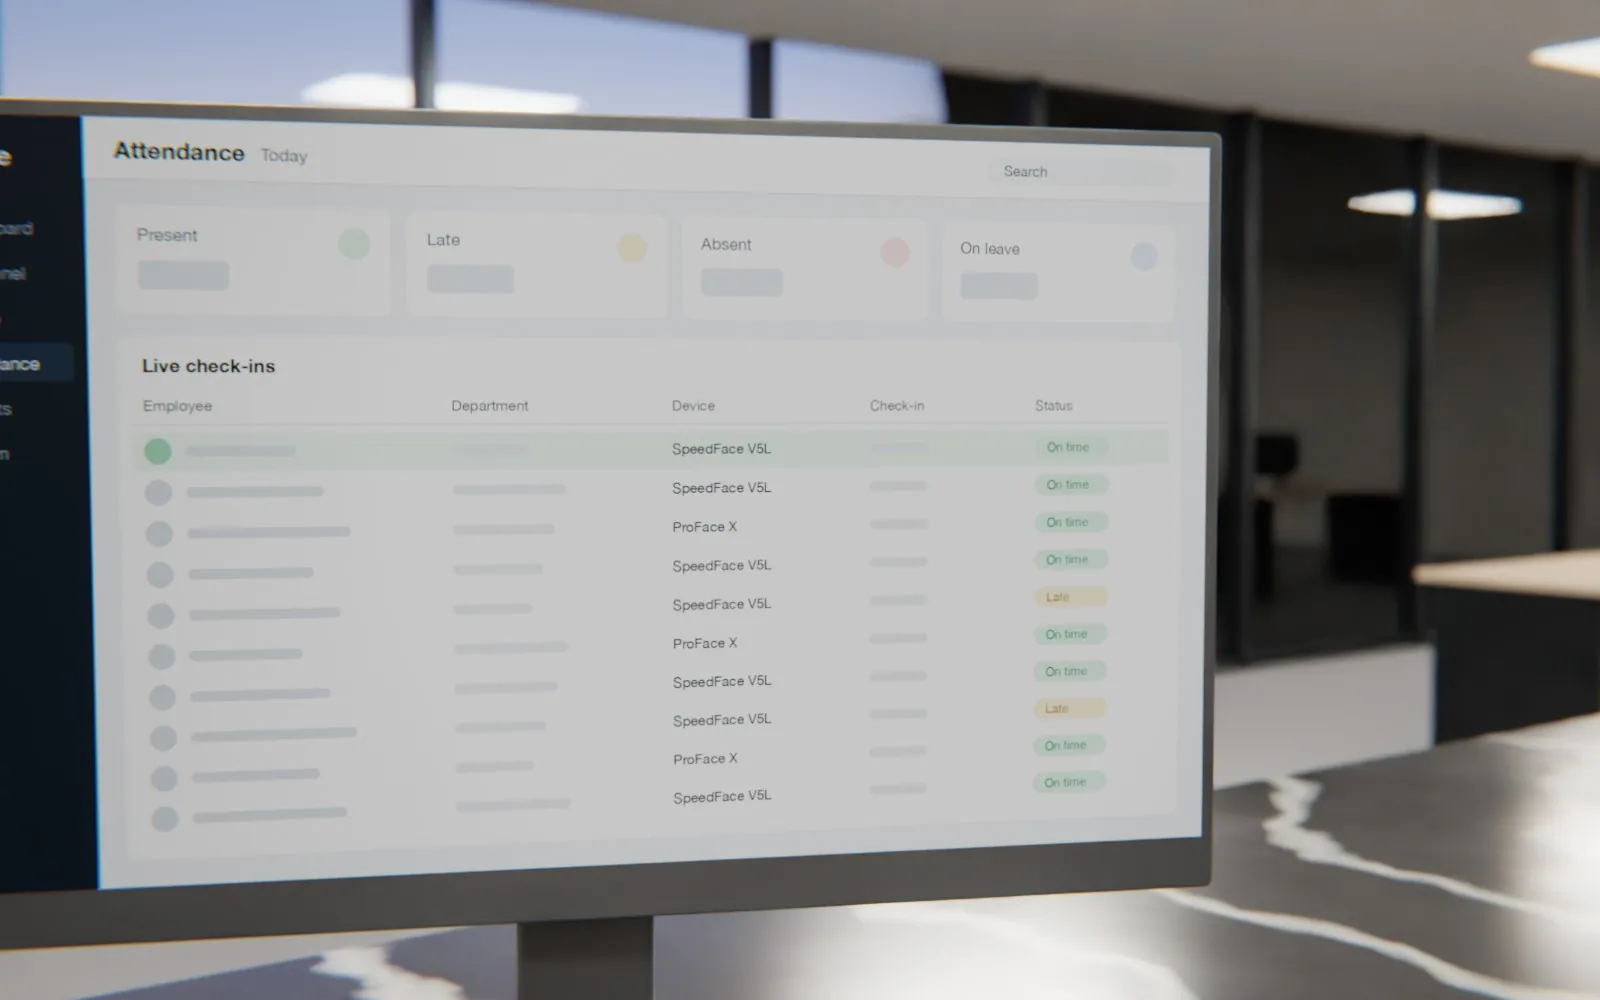 Attendance Today
Search
Present
Late
Absent
On leave
Live check-ins
Employee Department Device Check-in Status
SpeedFace V5L On time
SpeedFace V5L On time
ProFace X On time
SpeedFace V5L On time
SpeedFace V5L Late
ProFace X On time
SpeedFace V5L On time
SpeedFace V5L Late
ProFace X On time
SpeedFace V5L On time